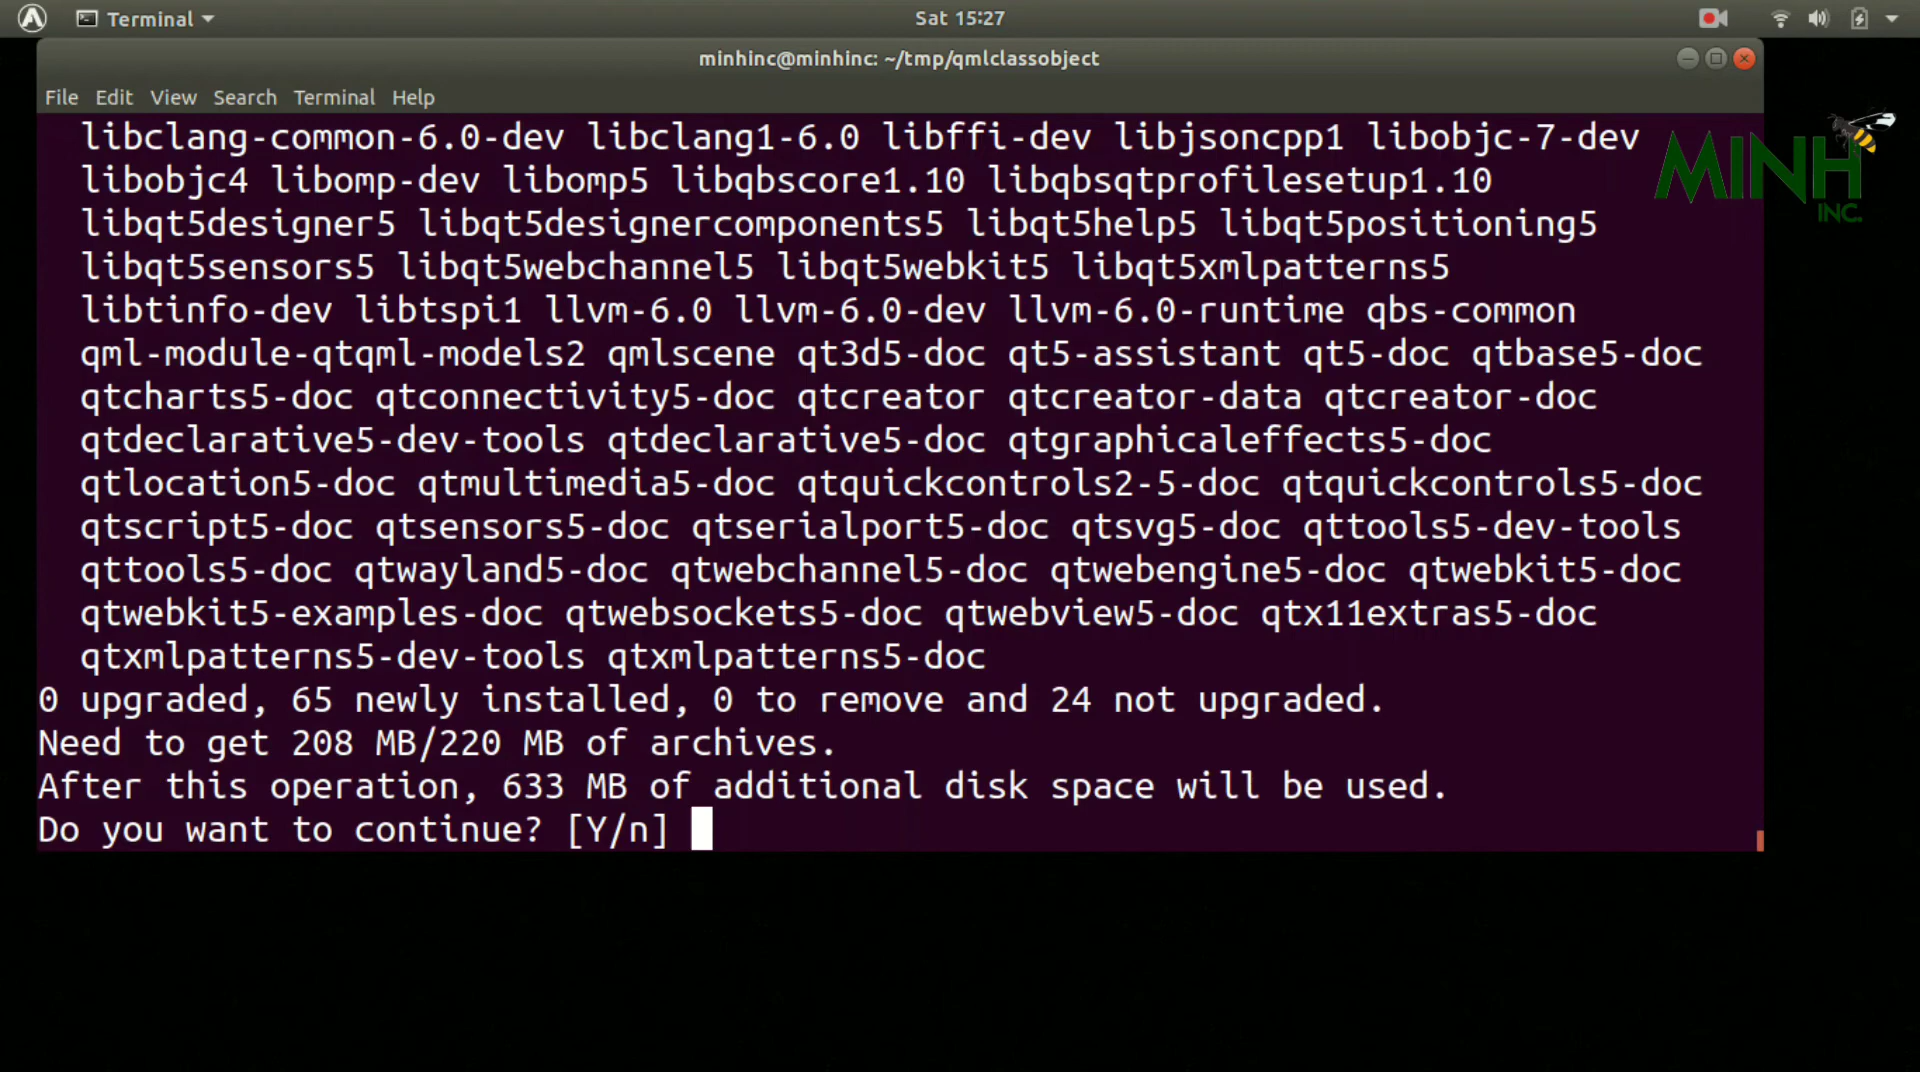 Terminal
Sat 15:27
minhinc@minhinc: ~/tmp/qmlclassobject
File Edit View Search Terminal Help
libclang-common-6.0-dev libclang1-6.0 libffi-dev libjsoncpp1 libobjc-7-dev
libobjc4 libomp-dev libomp5 libqbscore1.10 libqbsqtprofilesetup1.10
libqt5designer5 libqt5designercomponents5 libqt5help5 libqt5positioning5
libqt5sensors5 libqt5webchannel5 libqt5webkit5 libqt5xmlpatterns5
libtinfo-dev libtspi1 llvm-6.0 llvm-6.0-dev llvm-6.0-runtime qbs-common
qml-module-qtqml-models2 qmlscene qt3d5-doc qt5-assistant qt5-doc qtbase5-doc
qtcharts5-doc qtconnectivity5-doc qtcreator qtcreator-data qtcreator-doc
qtdeclarative5-dev-tools qtdeclarative5-doc qtgraphicaleffects5-doc
qtlocation5-doc qtmultimedia5-doc qtquickcontrols2-5-doc qtquickcontrols5-doc
qtscript5-doc qtsensors5-doc qtserialport5-doc qtsvg5-doc qttools5-dev-tools
qttools5-doc qtwayland5-doc qtwebchannel5-doc qtwebengine5-doc qtwebkit5-doc
qtwebkit5-examples-doc qtwebsockets5-doc qtwebview5-doc qtx11extras5-doc
qtxmlpatterns5-dev-tools qtxmlpatterns5-doc
0 upgraded, 65 newly installed, 0 to remove and 24 not upgraded.
Need to get 208 MB/220 MB of archives.
After this operation, 633 MB of additional disk space will be used.
Do you want to continue? [Y/n]
MINH
INC.